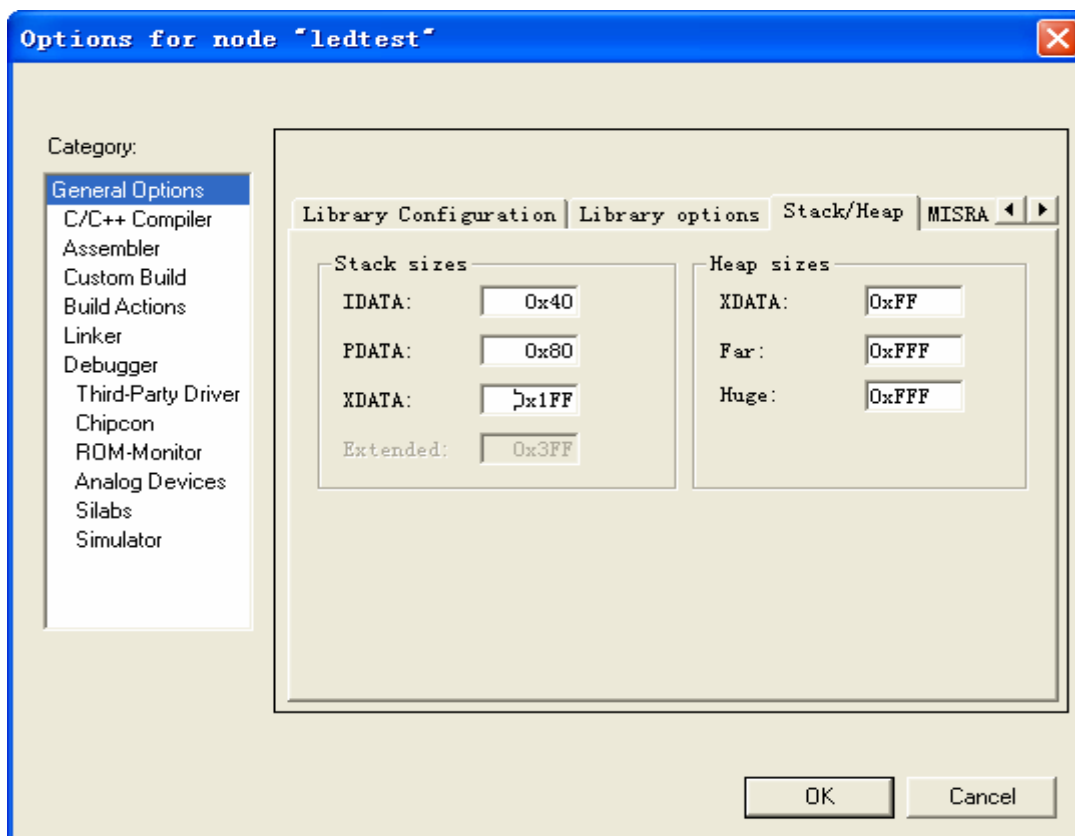 Options for node "ledtest"
Category:
General Options
C/C++ Compiler
Assembler
Custom Build
Build Actions
Linker
Debugger
Third-Party Driver
Chipcon
ROM-Monitor
Analog Devices
Silabs
Simulator
Library Configuration Library options Stack/Heap MISRA
Stack sizes
IDATA: 0x40
PDATA: 0x80
XDATA: 0x1FF
Extended: 0x3FF
Heap sizes
XDATA: 0xFF
Far: 0xFFF
Huge: 0xFFF
OK Cancel